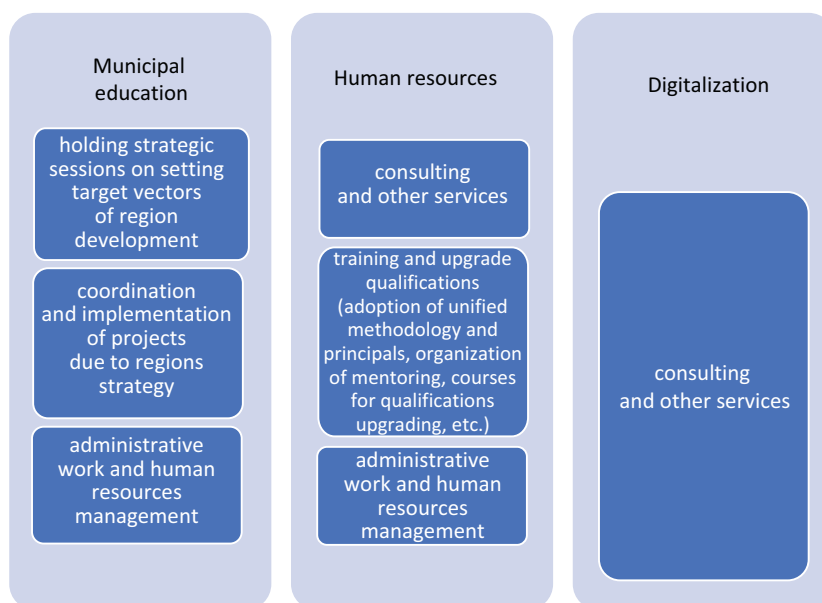 Municipal
education
holding strategic
sessions on setting
target vectors
of region
development
coordination
and implementation
of projects
due to regions
strategy
administrative
work and human
resources
management
Human resources
consulting
and other services
training and upgrade
qualifications
(adoption of unified
methodology and
principals, organization
of mentoring, courses
for qualifications
upgrading, etc.)
administrative
work and human
resources
management
Digitalization
consulting
and other services